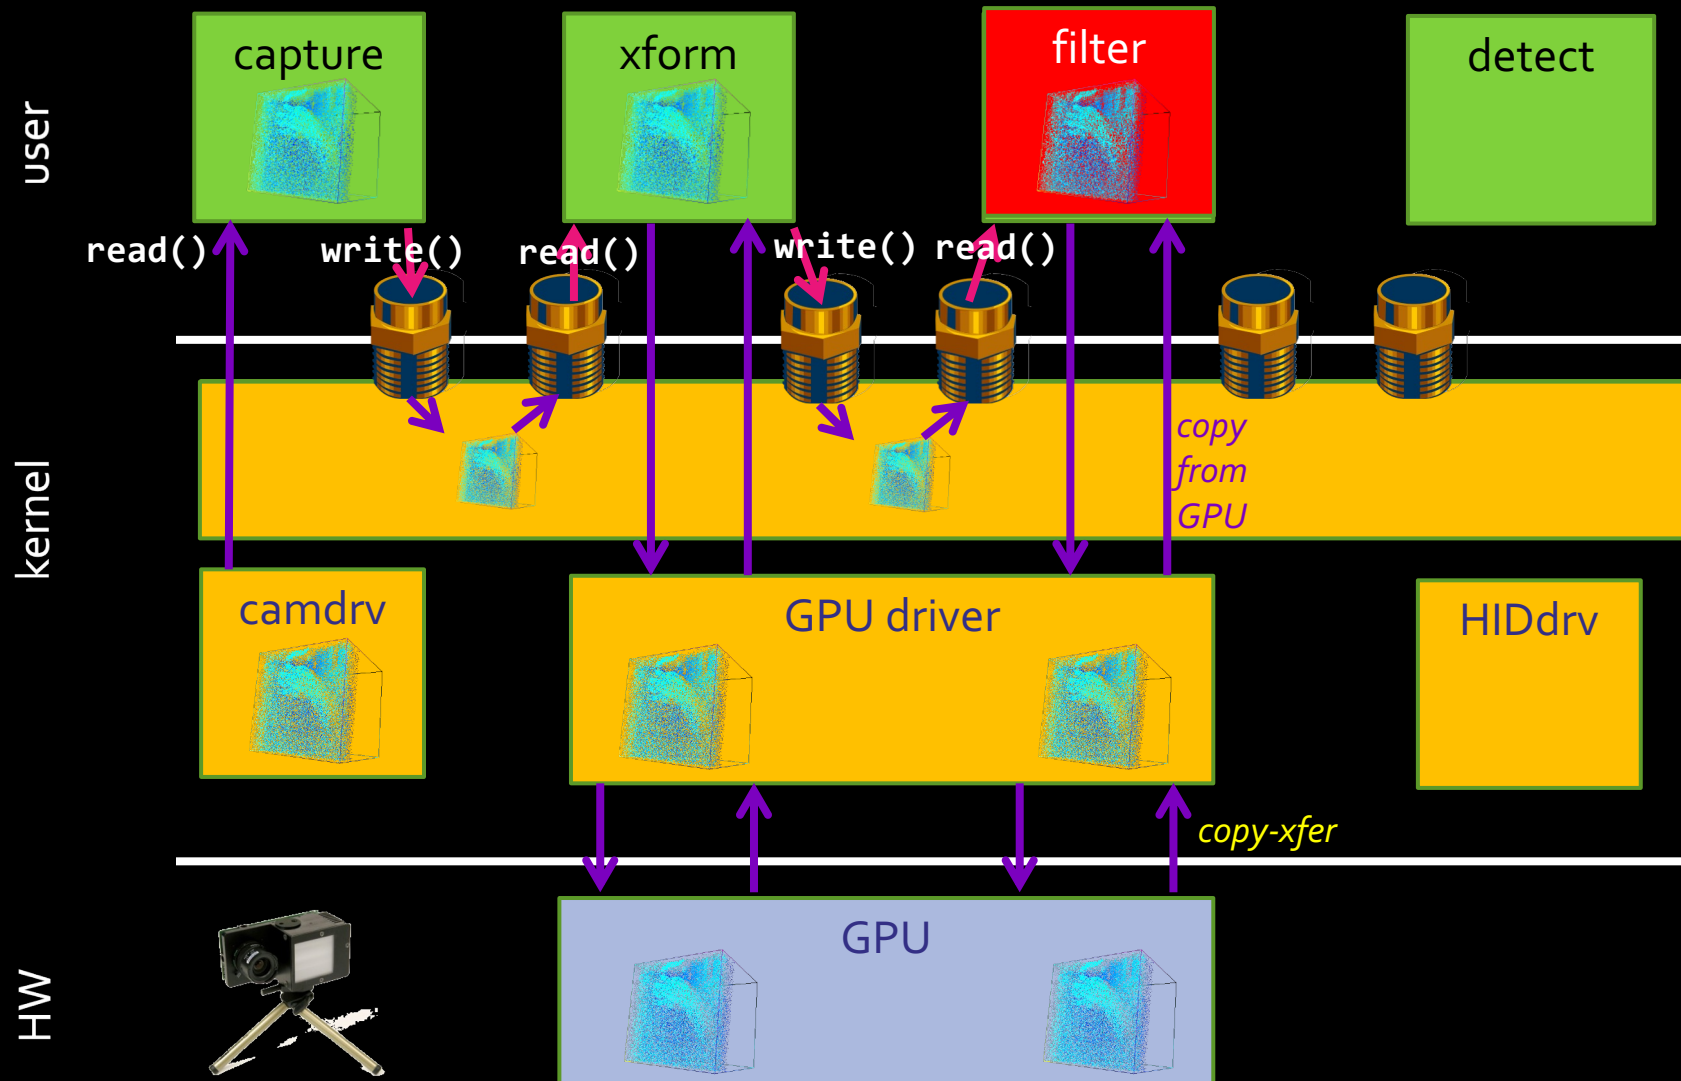 user
capture
xform
filter
detect
read()
write()
read()
write()
read()
kernel
copy
from
GPU
camdrv
GPU driver
HIDdrv
copy-xfer
HW
GPU